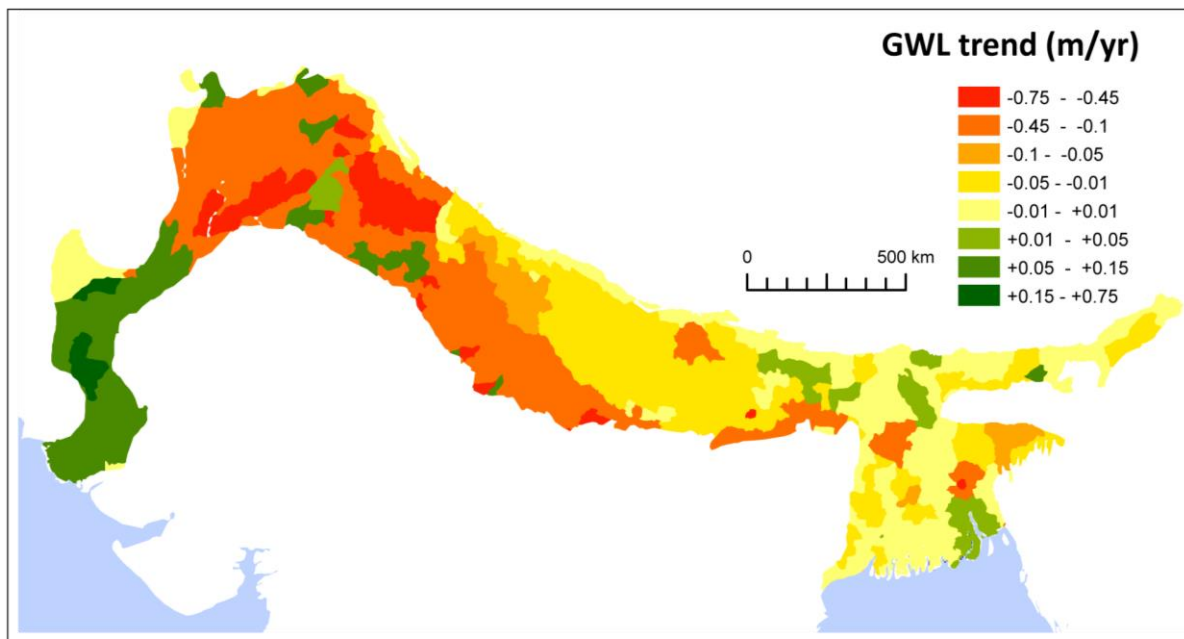 GWL trend (m/yr)
-0.75 - -0.45
-0.45 - -0.1
-0.1 - -0.05
-0.05 - -0.01
-0.01 - +0.01
+0.01 - +0.05
+0.05 - +0.15
+0.15 - +0.75
0 500 km